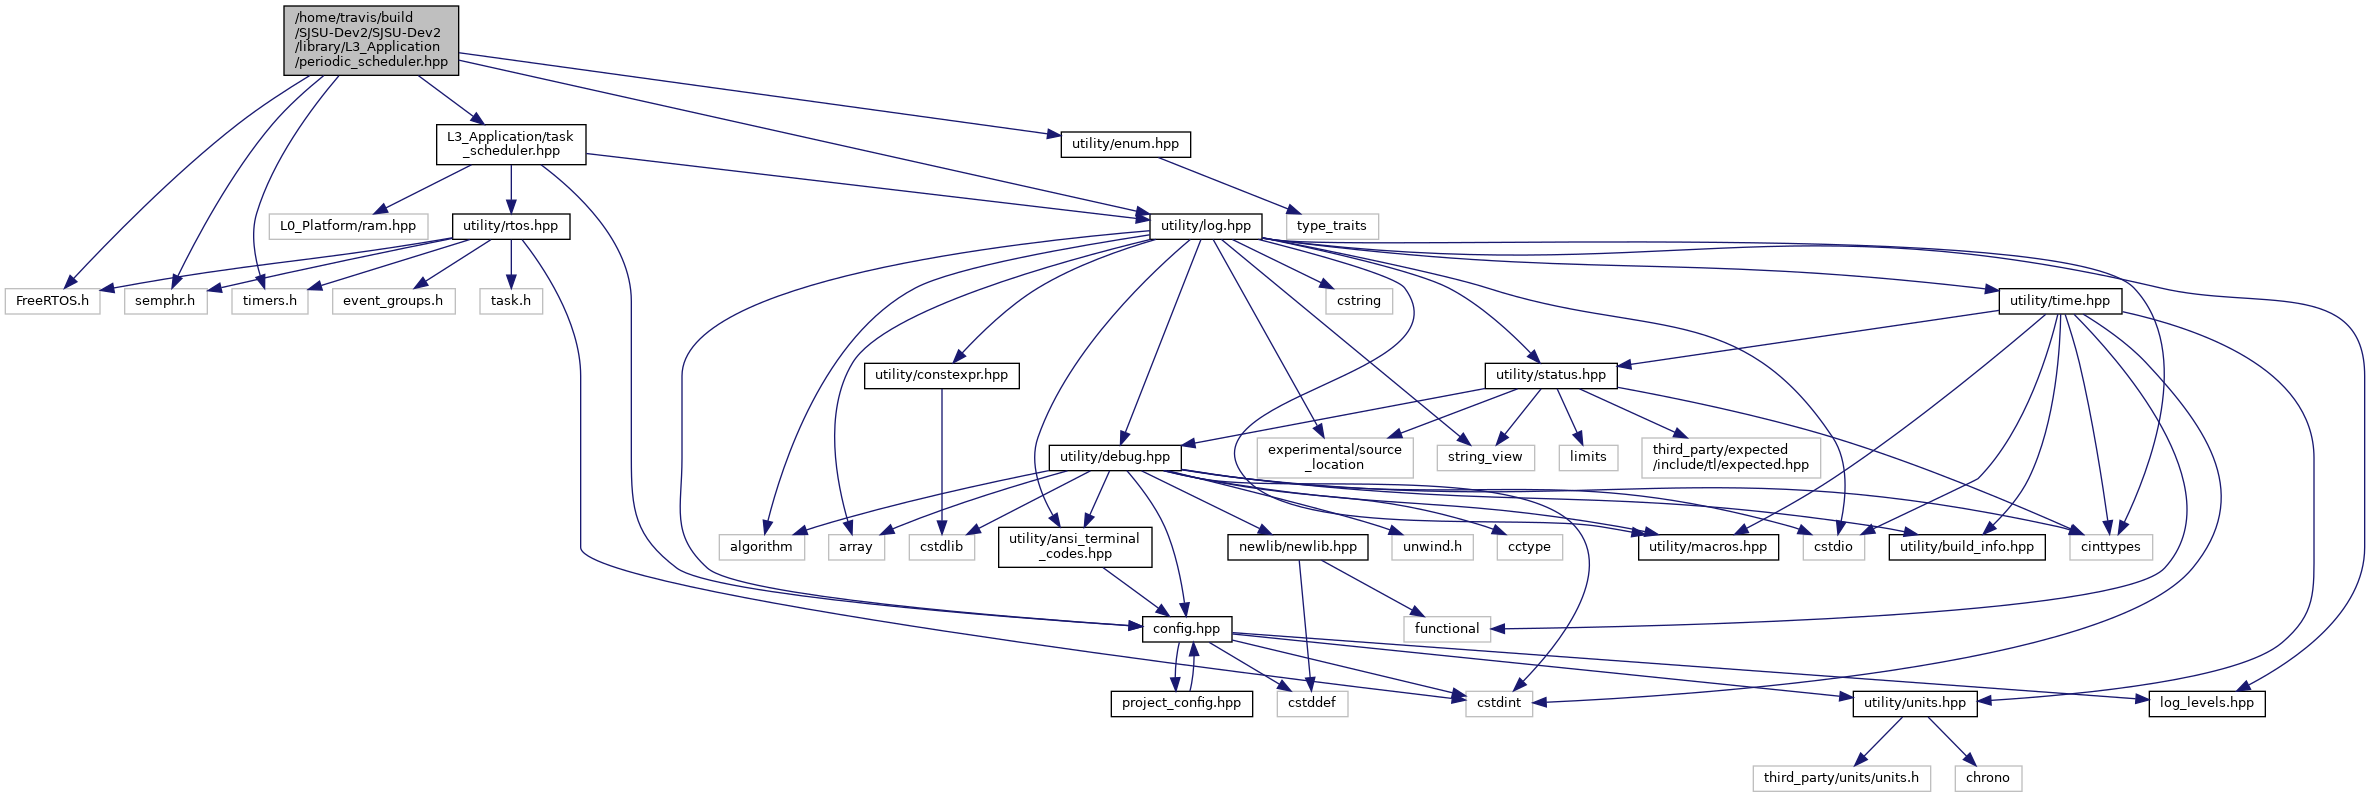 /home/travis/build
/SJSU-Dev2/SJSU-Dev2
/library/L3_Application
/periodic_scheduler.hpp
L3_Application/task
_scheduler.hpp
utility/enum.hpp
L0_Platform/ram.hpp
utility/rtos.hpp
utility/log.hpp
type_traits
FreeRTOS.h
semphr.h
timers.h
event_groups.h
task.h
cstring
utility/time.hpp
utility/constexpr.hpp
utility/status.hpp
utility/debug.hpp
experimental/source
_location
string_view
limits
third_party/expected
/include/tl/expected.hpp
algorithm
array
cstdlib
utility/ansi_terminal
_codes.hpp
newlib/newlib.hpp
unwind.h
cctype
utility/macros.hpp
cstdio
utility/build_info.hpp
cinttypes
config.hpp
functional
project_config.hpp
cstddef
cstdint
utility/units.hpp
log_levels.hpp
third_party/units/units.h
chrono